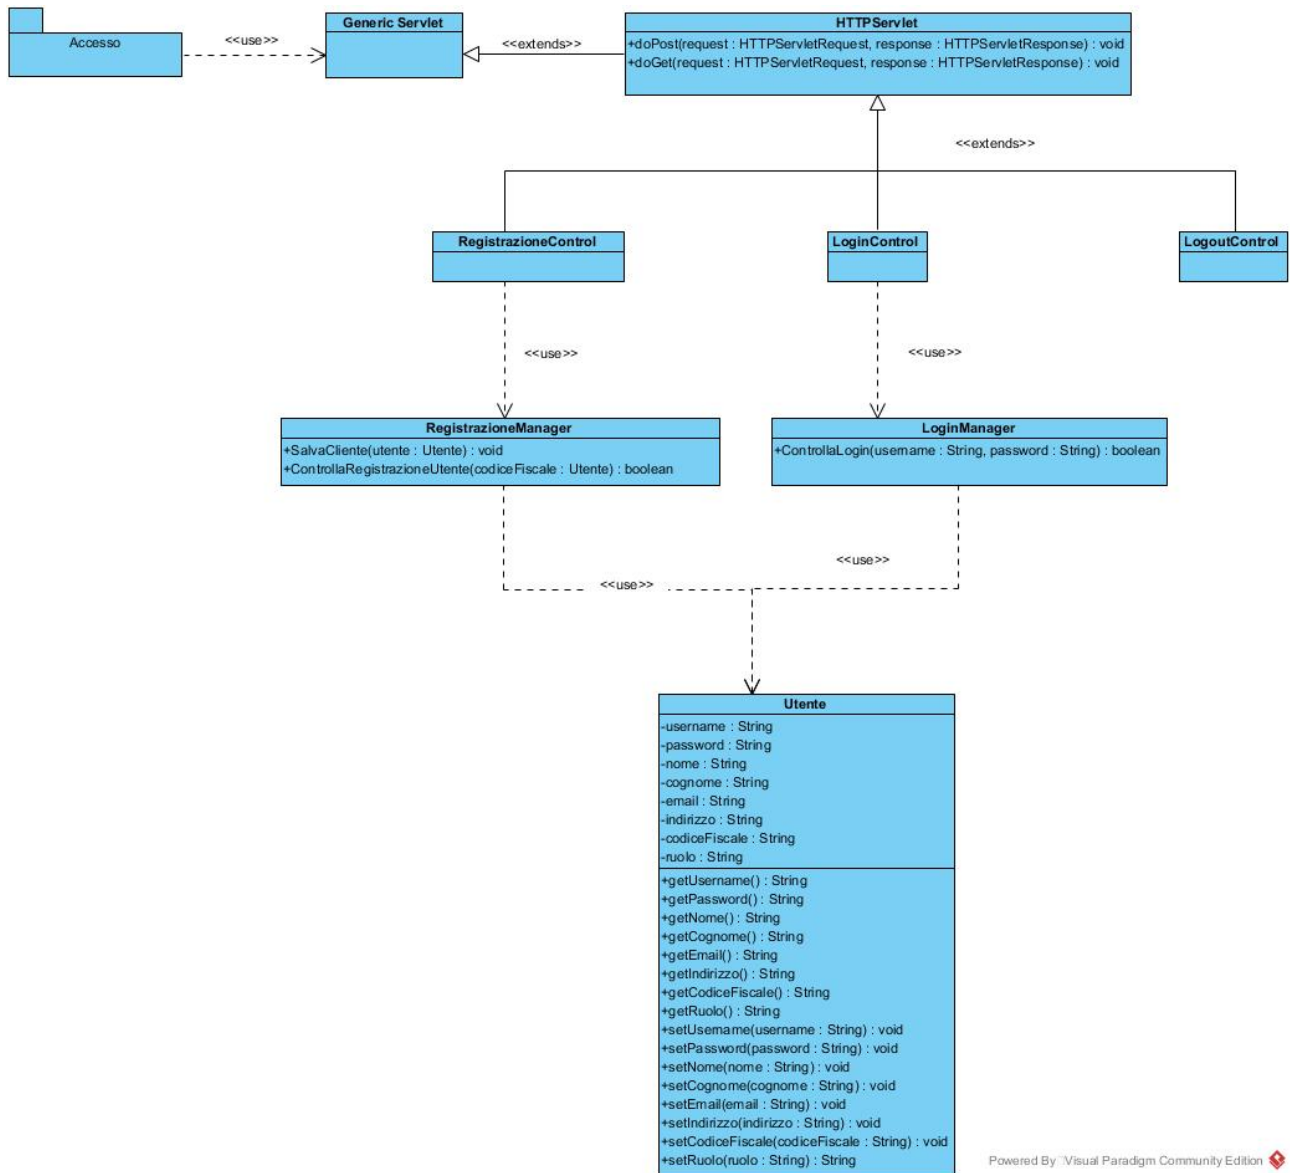 Accesso
<<use>>
Generic Servlet
<<extends>>
HTTPServlet
+doPost(request : HTTPServletRequest, response : HTTPServletResponse) : void
+doGet(request : HTTPServletRequest, response : HTTPServletResponse) : void
<<extends>>
RegistrazioneControl
LoginControl
LogoutControl
<<use>>
<<use>>
RegistrazioneManager
+SalvaCliente(utente : Utente) : void
+ControllaRegistrazioneUtente(codiceFiscale : Utente) : boolean
LoginManager
+ControllaLogin(username : String, password : String) : boolean
<<use>>
<<use>>
Utente
-username : String
-password : String
-nome : String
-cognome : String
-email : String
-indirizzo : String
-codiceFiscale : String
-ruolo : String
+getUsername() : String
+getPassword() : String
+getNome() : String
+getCognome() : String
+getEmail() : String
+getIndirizzo() : String
+getCodiceFiscale() : String
+getRuolo() : String
+setUsername(username : String) : void
+setPassword(password : String) : void
+setNome(nome : String) : void
+setCognome(cognome : String) : void
+setEmail(email : String) : void
+setIndirizzo(indirizzo : String) : void
+setCodiceFiscale(codiceFiscale : String) : void
+setRuolo(ruolo : String) : String
Powered By Visual Paradigm Community Edition